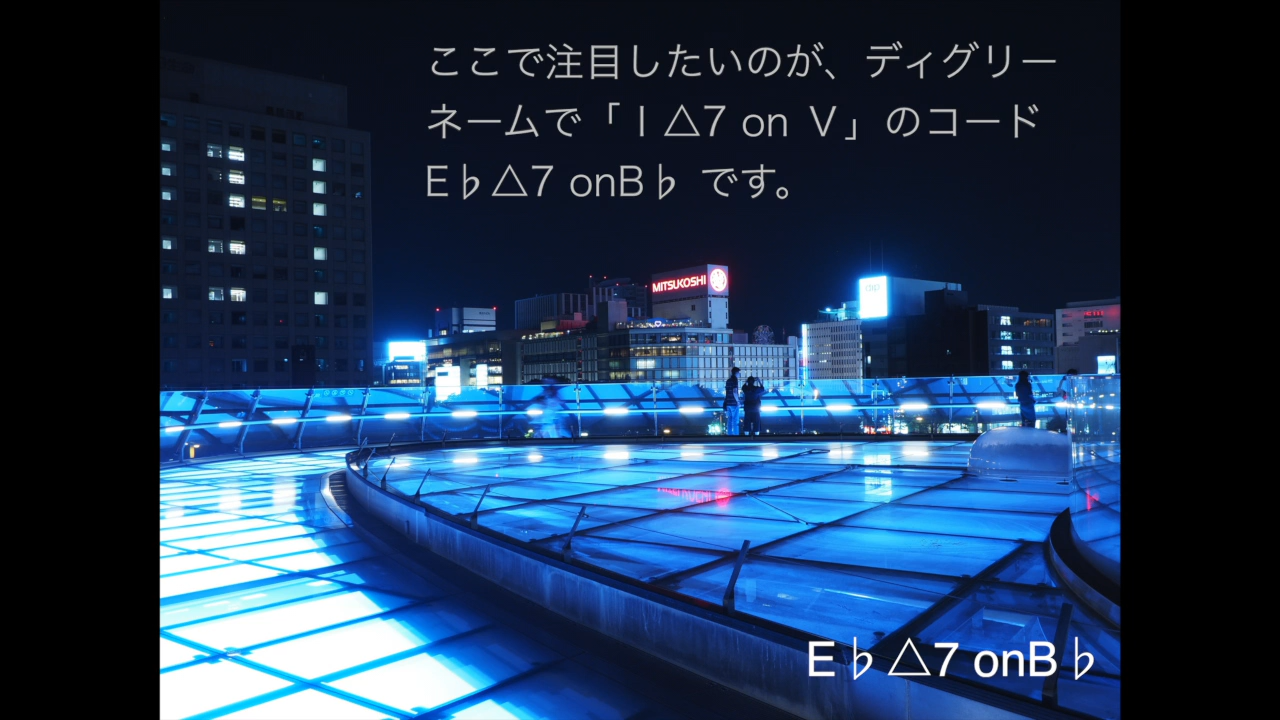 ここで注目したいのが、ディグリー
ネームで「Ⅰ△7 on Ⅴ」のコード
E♭△7 onB♭ です。
MITSUKOSHI
E♭△7 onB♭